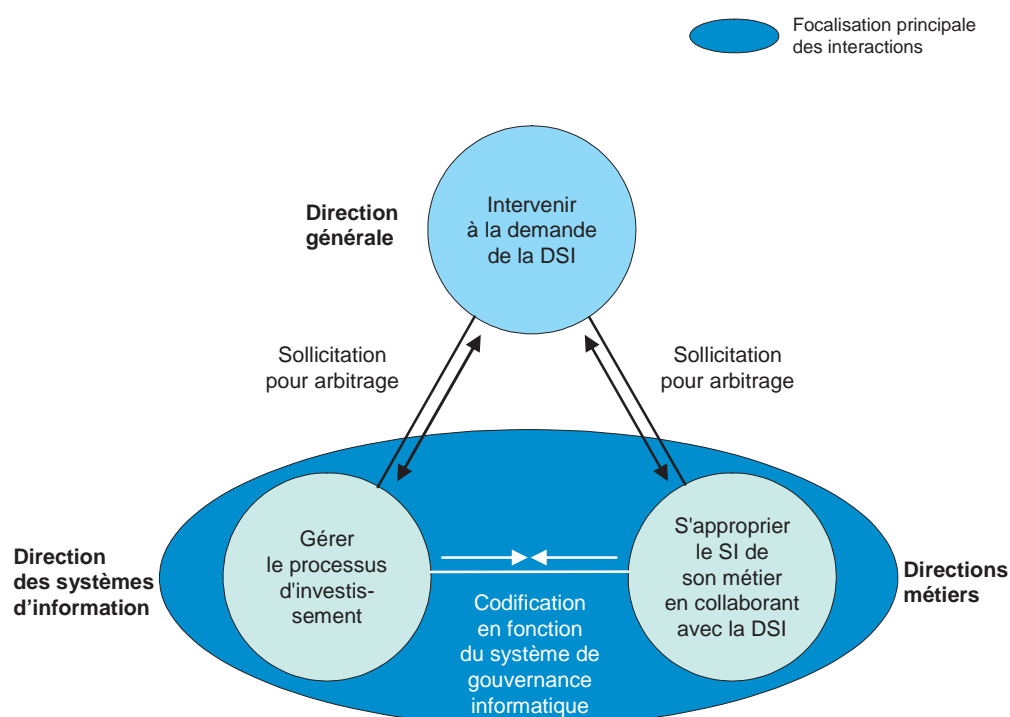 Focalisation principale
des interactions
Direction
générale
Intervenir
à la demande
de la DSI
Sollicitation
pour arbitrage
Sollicitation
pour arbitrage
Direction
des systèmes
d’information
Gérer
le processus
d'investis-
sement
Codification
en fonction
du système de
gouvernance
informatique
S'approprier
le SI de
son métier
en collaborant
avec la DSI
Directions
métiers